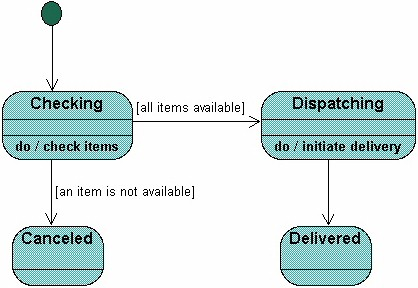 Checking
[all items available]
Dispatching
do / check items
do / initiate delivery
[an item is not available]
Canceled
Delivered